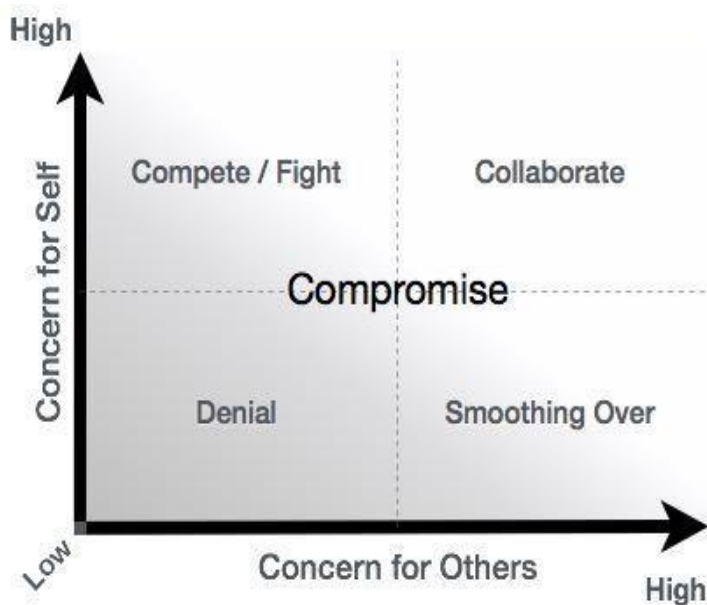 High
Concern for Self
Compete / Fight
Collaborate
Compromise
Denial
Smoothing Over
Low
Concern for Others
High